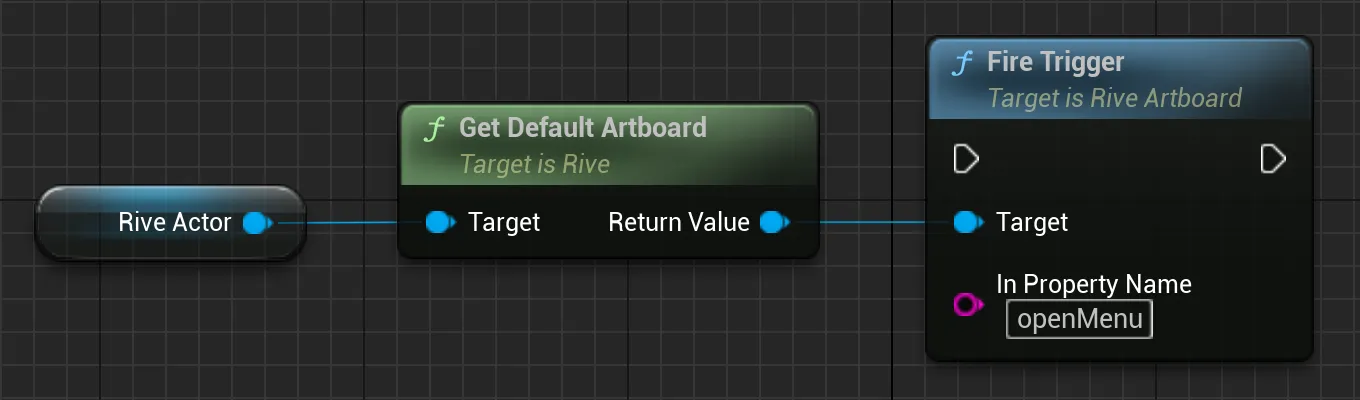 Fire Trigger
Target is Rive Artboard
Get Default Artboard
Target is Rive
Rive Actor
Target
Return Value
Target
In Property Name
openMenu